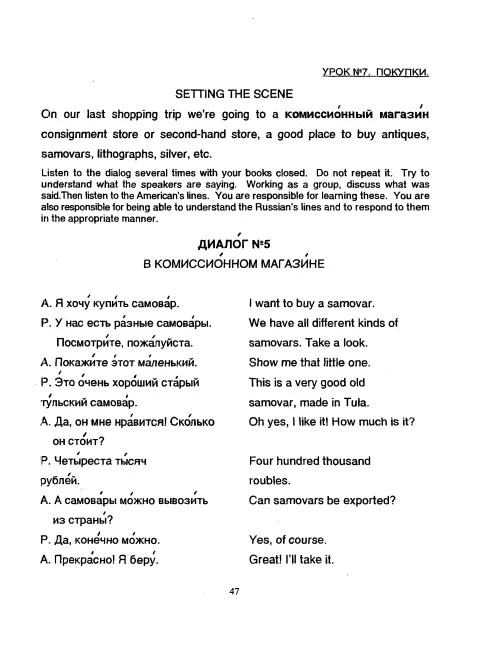 УРОК №7. ПОКУПКИ.
SETTING THE SCENE
On our last shopping trip we're going to a комиссио́нный магази́н
consignment store or second-hand store, a good place to buy antiques,
samovars, lithographs, silver, etc.
Listen to the dialog several times with your books closed. Do not repeat it. Try to
understand what the speakers are saying. Working as a group, discuss what was
said.Then listen to the American's lines. You are responsible for learning these. You are
also responsible for being able to understand the Russian's lines and to respond to them
in the appropriate manner.
ДИАЛО́Г №5
В КОМИССИО́ННОМ МАГАЗИ́НЕ
А. Я хочу́ купи́ть самова́р. I want to buy a samovar.
Р. У нас есть ра́зные самова́ры. We have all different kinds of
Посмотри́те, пожа́луйста. samovars. Take a look.
А. Покажи́те э́тот ма́ленький. Show me that little one.
Р. Э́то о́чень хоро́ший ста́рый This is a very good old
ту́льский самова́р. samovar, made in Tula.
А. Да, он мне нра́вится! Ско́лько Oh yes, I like it! How much is it?
он сто́ит?
Р. Четы́реста ты́сяч Four hundred thousand
рубле́й. roubles.
А. А самова́ры мо́жно вывози́ть Can samovars be exported?
из страны́?
Р. Да, коне́чно мо́жно. Yes, of course.
А. Прекра́сно! Я беру́. Great! I'll take it.
47